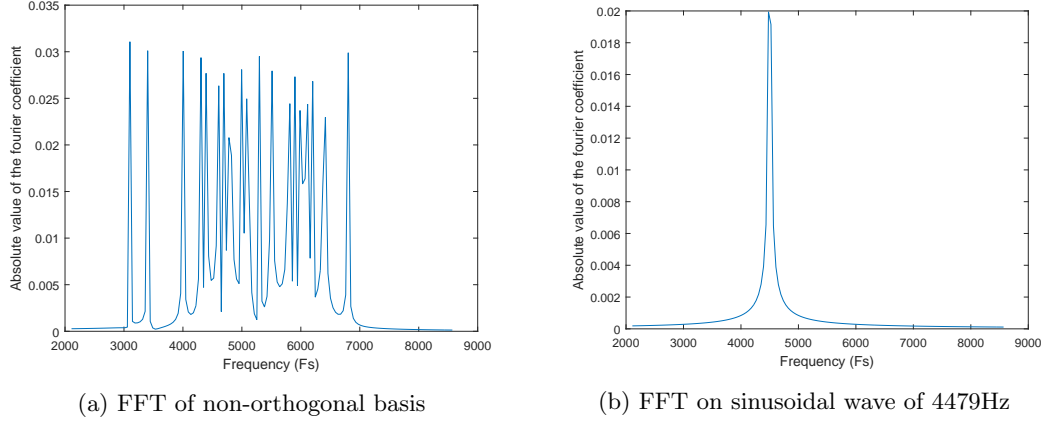 0.035
0.03
0.025
0.02
0.015
0.01
0.005
0
2000 3000 4000 5000 6000 7000 8000 9000
Frequency (Fs)
Absolute value of the fourier coefficient
(a) FFT of non-orthogonal basis
0.02
0.018
0.016
0.014
0.012
0.01
0.008
0.006
0.004
0.002
0
2000 3000 4000 5000 6000 7000 8000 9000
Frequency (Fs)
Absolute value of the fourier coefficient
(b) FFT on sinusoidal wave of 4479Hz